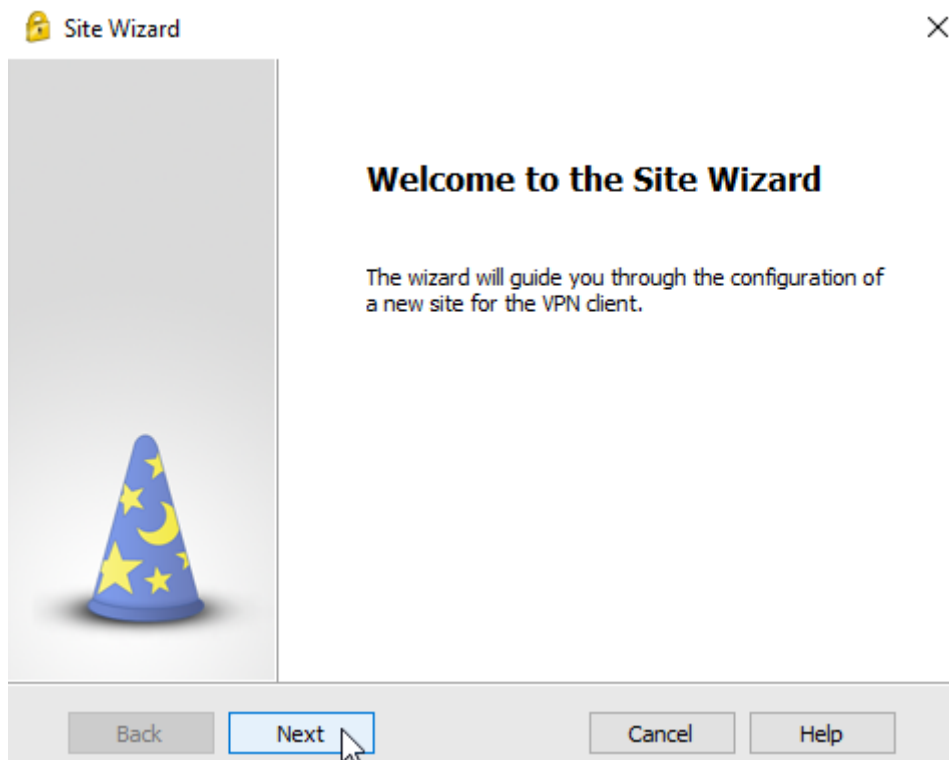 Site Wizard
Welcome to the Site Wizard
The wizard will guide you through the configuration of
a new site for the VPN client.
Back
Next
Cancel
Help